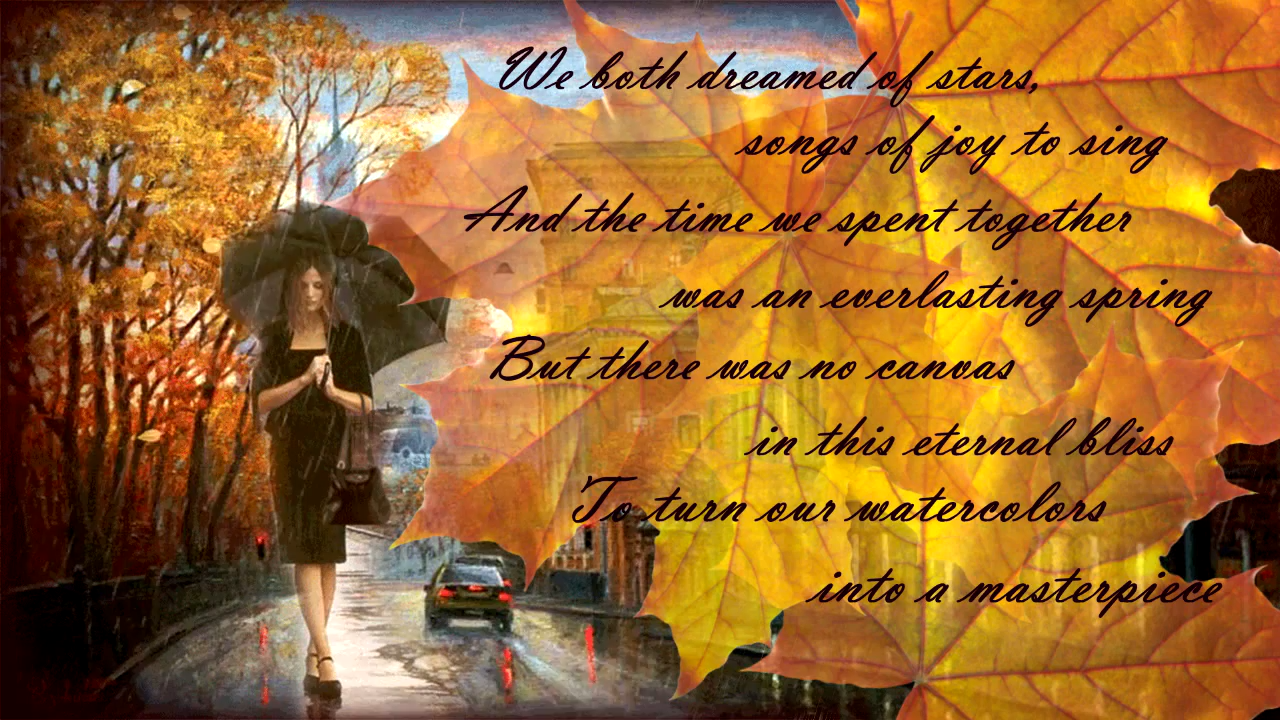 We both dreamed of stars,
songs of joy to sing
And the time we spent together
was an everlasting spring
But there was no canvas
in this eternal bliss
To turn our watercolors
into a masterpiece